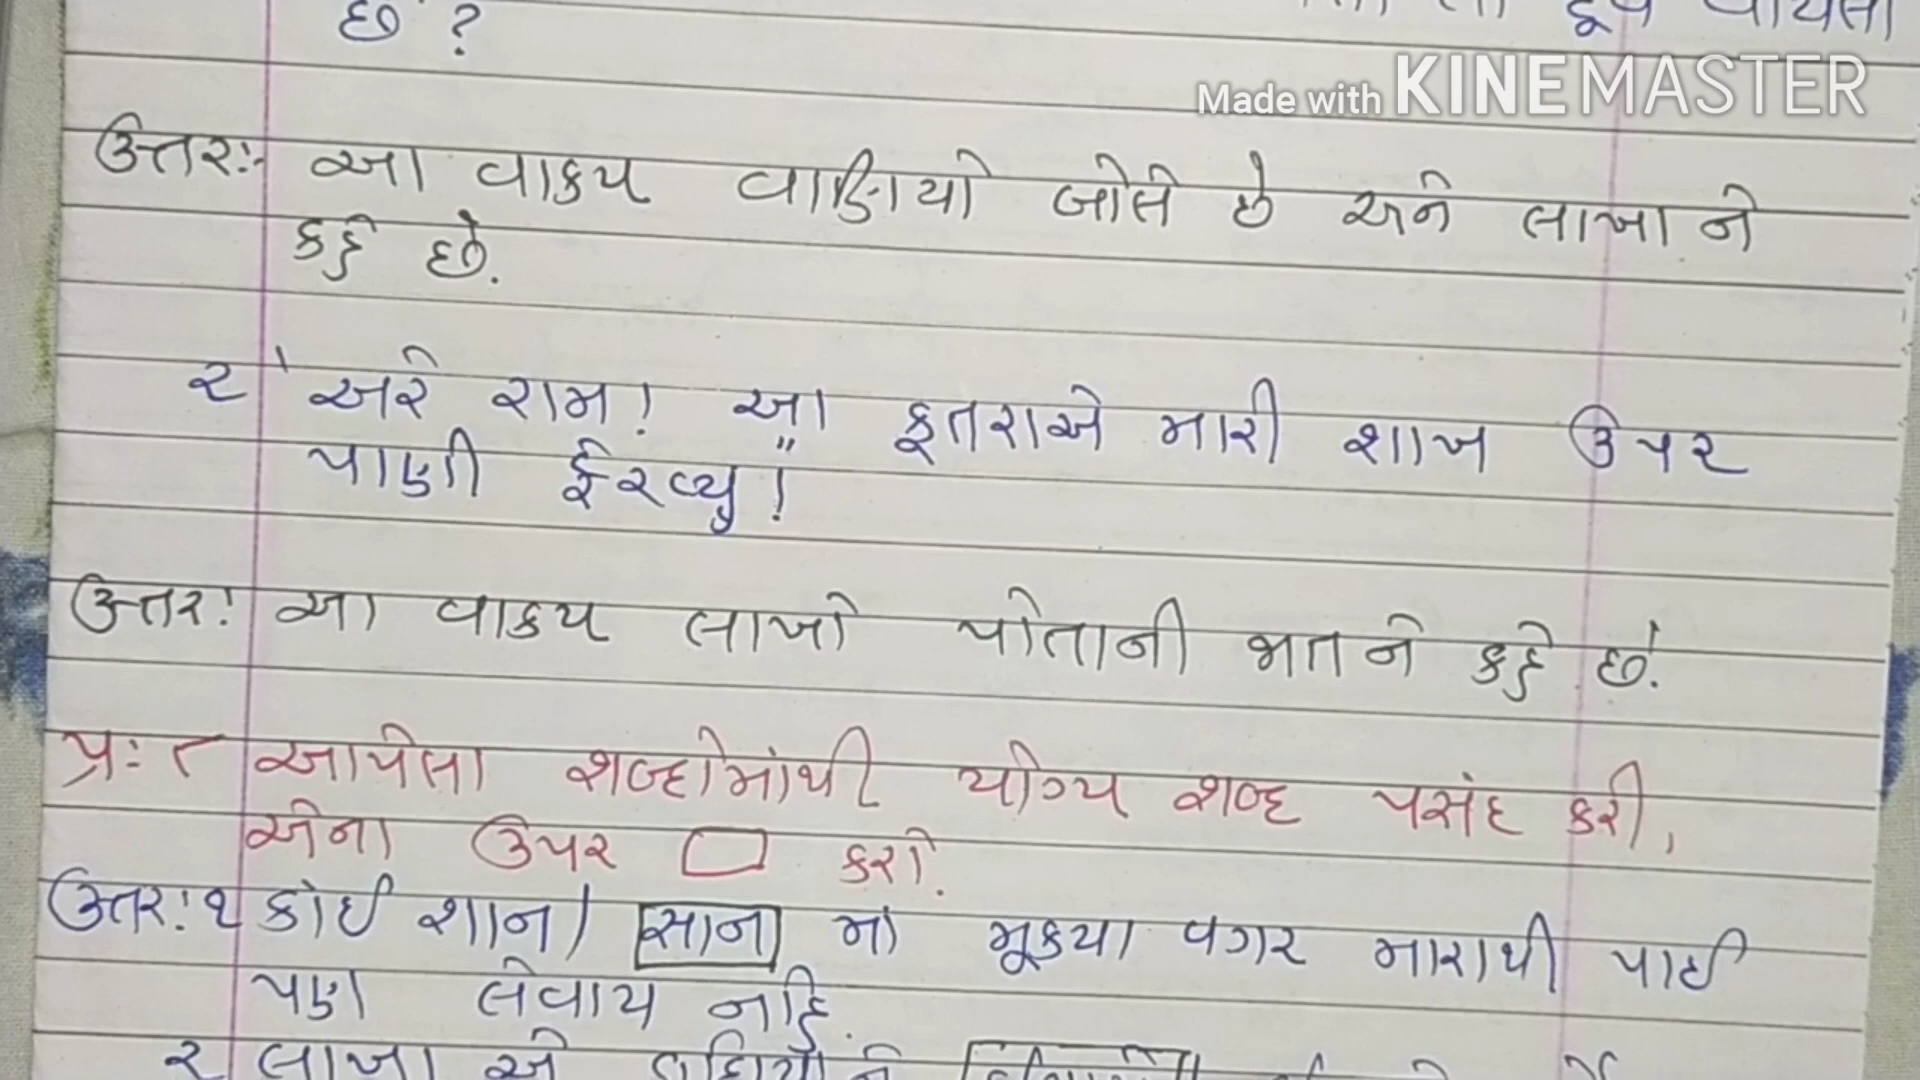 છે ?
Made with KINEMASTER
ઉત્તરઃ- આ વાક્ય વાણિયો બોલે છે અને લાખા ને
કહે છે.
૨ અરે રામ! આ કૂતરાએ મારી શાખ ઉપર
પાણી ફેરવ્યુ!"
ઉત્તરઃ આ વાક્ય લાખો પોતાની જાત ને કહે છે.
પ્રઃ ૮ આપેલા શબ્દોમાંથી યોગ્ય શબ્દ પસંદ કરી,
એના ઉપર ▭ કરો.
ઉત્તરઃ ૧ કોઈ શાન / સાન માં મૂક્યા વગર મારાથી પાઈ
પણ લેવાય નહિ.
૨ લાખા એ